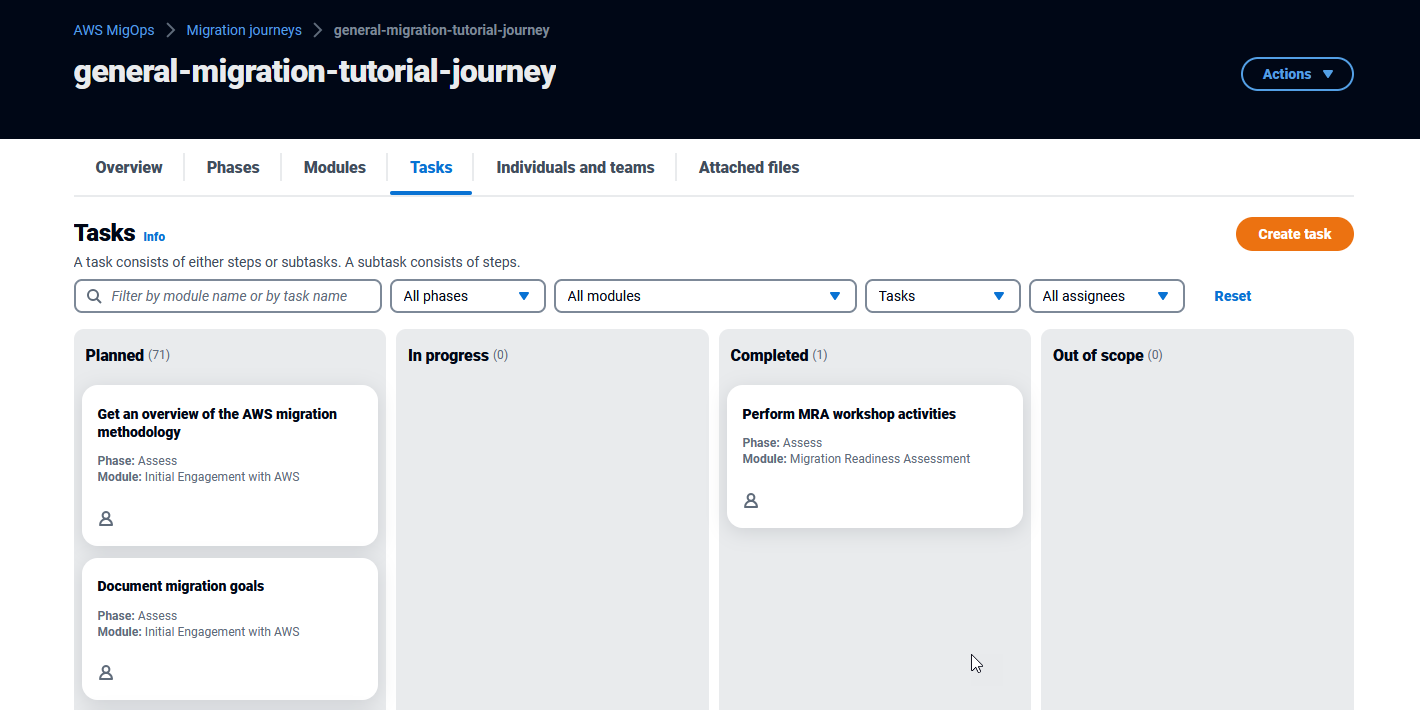 AWS MigOps > Migration journeys > general-migration-tutorial-journey
general-migration-tutorial-journey
Actions
Overview Phases Modules Tasks Individuals and teams Attached files
Tasks Info
Create task
A task consists of either steps or subtasks. A subtask consists of steps.
Filter by module name or by task name All phases All modules Tasks All assignees Reset
Planned (71)
Get an overview of the AWS migration
methodology
Phase: Assess
Module: Initial Engagement with AWS
Document migration goals
Phase: Assess
Module: Initial Engagement with AWS
In progress (0)
Completed (1)
Perform MRA workshop activities
Phase: Assess
Module: Migration Readiness Assessment
Out of scope (0)